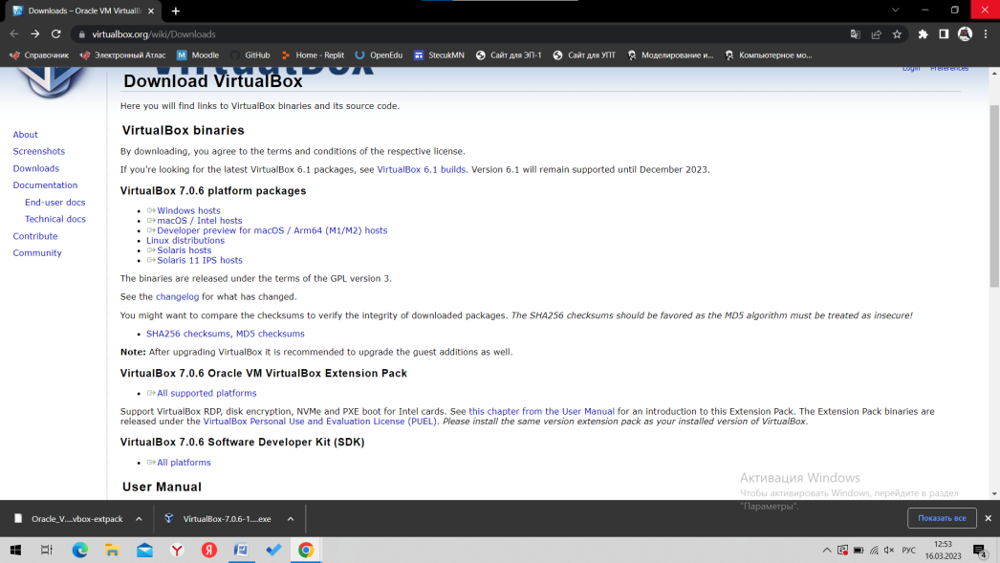 Downloads – Oracle VM VirtualB
virtualbox.org/wiki/Downloads
Справочник Электронный Атлас Moodle GitHub Home - Replit OpenEdu StecukMN Сайт для ЭП-1 Сайт для УПТ Моделирование и... Компьютерное мо...
VirtualBox
Login Preferences
Download VirtualBox
Here you will find links to VirtualBox binaries and its source code.
VirtualBox binaries
By downloading, you agree to the terms and conditions of the respective license.
If you're looking for the latest VirtualBox 6.1 packages, see VirtualBox 6.1 builds. Version 6.1 will remain supported until December 2023.
VirtualBox 7.0.6 platform packages
Windows hosts
macOS / Intel hosts
Developer preview for macOS / Arm64 (M1/M2) hosts
Linux distributions
Solaris hosts
Solaris 11 IPS hosts
The binaries are released under the terms of the GPL version 3.
See the changelog for what has changed.
You might want to compare the checksums to verify the integrity of downloaded packages. The SHA256 checksums should be favored as the MD5 algorithm must be treated as insecure!
SHA256 checksums, MD5 checksums
Note: After upgrading VirtualBox it is recommended to upgrade the guest additions as well.
VirtualBox 7.0.6 Oracle VM VirtualBox Extension Pack
All supported platforms
Support VirtualBox RDP, disk encryption, NVMe and PXE boot for Intel cards. See this chapter from the User Manual for an introduction to this Extension Pack. The Extension Pack binaries are
released under the VirtualBox Personal Use and Evaluation License (PUEL). Please install the same version extension pack as your installed version of VirtualBox.
VirtualBox 7.0.6 Software Developer Kit (SDK)
All platforms
User Manual
About
Screenshots
Downloads
Documentation
End-user docs
Technical docs
Contribute
Community
Активация Windows
Чтобы активировать Windows, перейдите в раздел
"Параметры".
Oracle_V....vbox-extpack VirtualBox-7.0.6-1....exe Показать все
РУС
12:53
16.03.2023
4